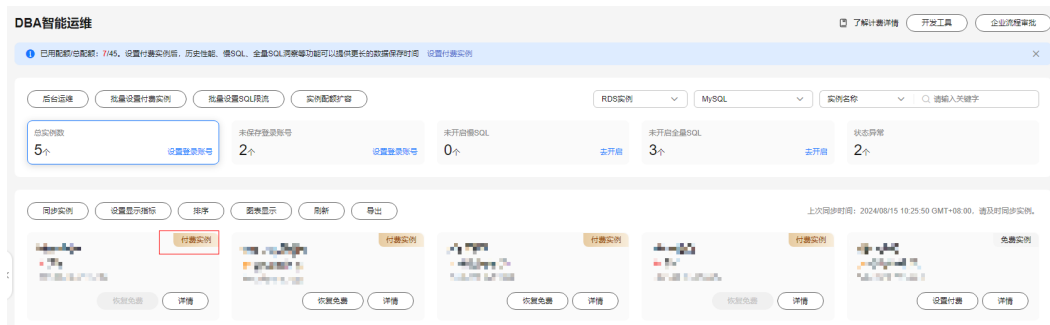 DBA智能运维
了解计费详情 开发工具 企业流程审批
已用配额/总配额：7/45。设置付费实例后，历史性能、慢SQL、全量SQL洞察等功能可以提供更长的数据保存时间 设置付费实例
后台运维 批量设置付费实例 批量设置SQL限流 实例配额扩容 RDS实例 MySQL 实例名称 请输入关键字
总实例数 未保存登录账号 未开启慢SQL 未开启全量SQL 状态异常
5个 设置登录账号 2个 设置登录账号 0个 去开启 3个 去开启 2个
同步实例 设置显示指标 排序 图表显示 刷新 导出 上次同步时间：2024/08/15 10:25:50 GMT+08:00，请及时同步实例。
付费实例 付费实例 付费实例 付费实例 免费实例
恢复免费 详情 恢复免费 详情 恢复免费 详情 恢复免费 详情 设置付费 详情